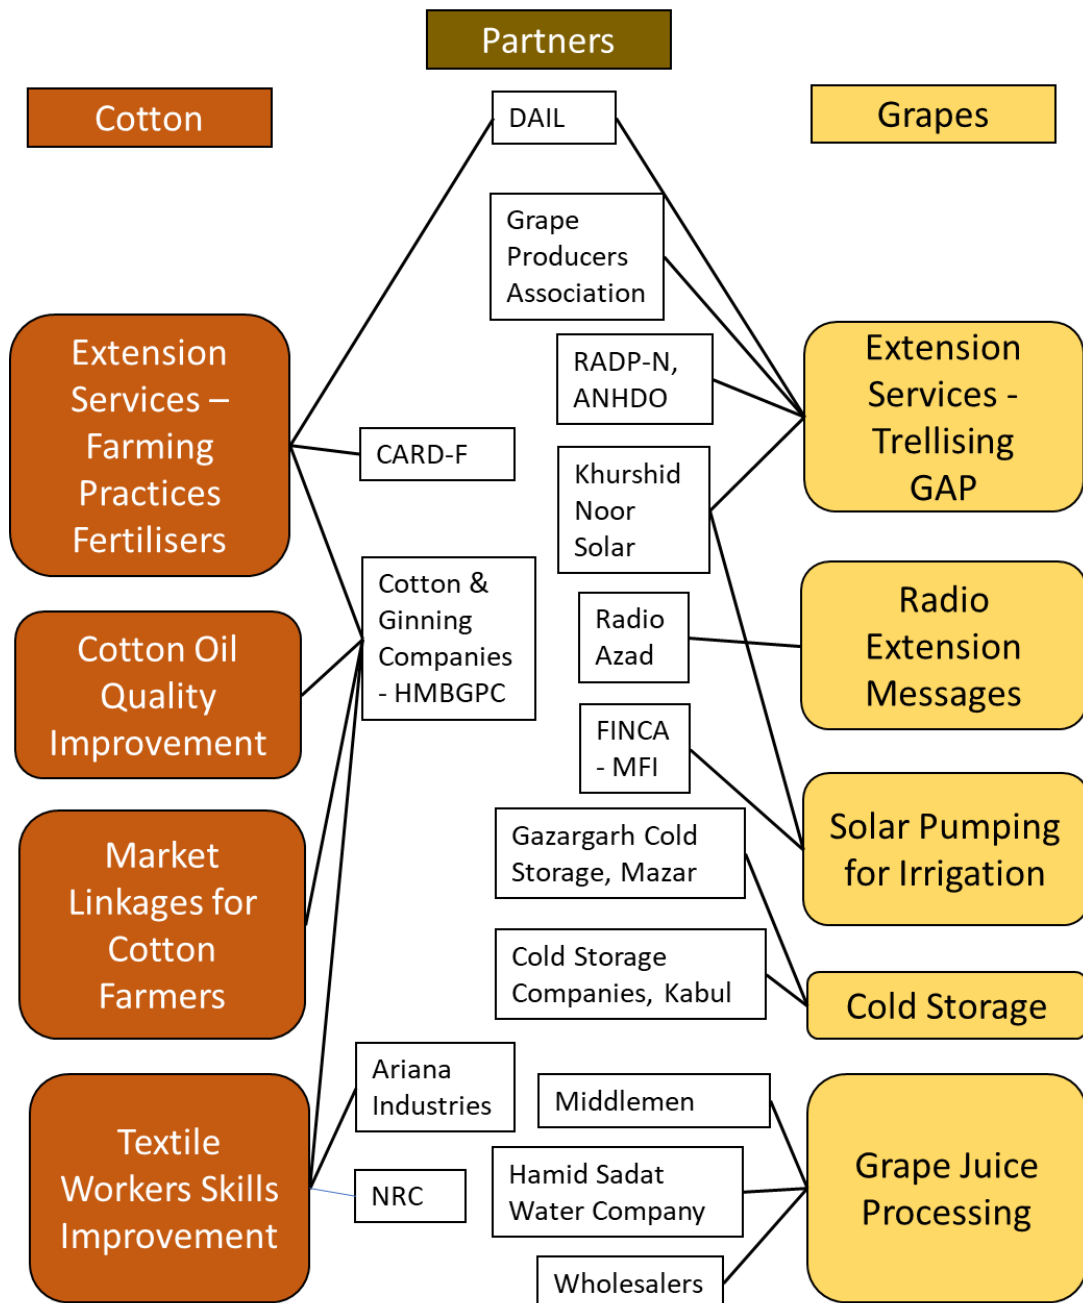 Partners
Cotton
Grapes
DAIL
Grape
Producers
Association
RADP-N,
ANHDO
CARD-F
Khurshid
Noor
Solar
Cotton &
Ginning
Companies
- HMBGPC
Radio
Azad
FINCA
- MFI
Gazargarh Cold
Storage, Mazar
Cold Storage
Companies, Kabul
Ariana
Industries
Middlemen
NRC
Hamid Sadat
Water Company
Wholesalers
Extension
Services –
Farming
Practices
Fertilisers
Cotton Oil
Quality
Improvement
Market
Linkages for
Cotton
Farmers
Textile
Workers Skills
Improvement
Extension
Services -
Trellising
GAP
Radio
Extension
Messages
Solar Pumping
for Irrigation
Cold Storage
Grape Juice
Processing